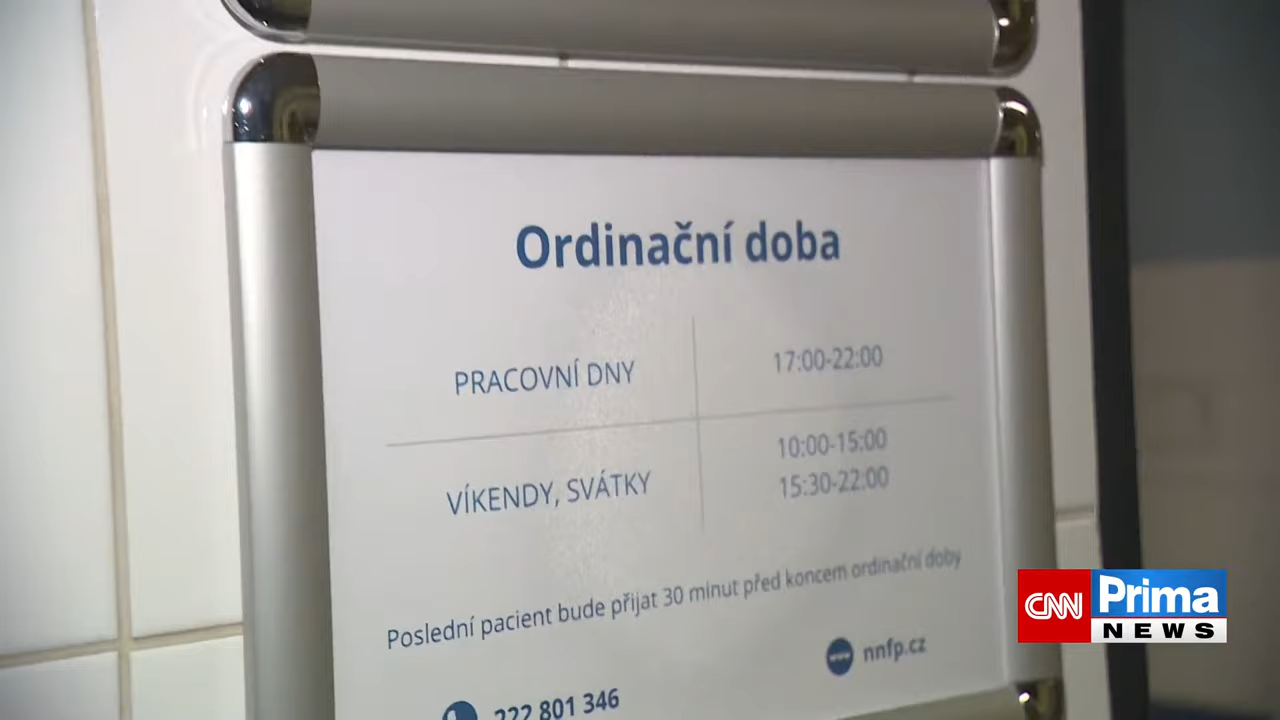 Ordinační doba
PRACOVNÍ DNY
17:00-22:00
VÍKENDY, SVÁTKY
10:00-15:00
15:30-22:00
Poslední pacient bude přijat 30 minut před koncem ordinační doby
www nnfp.cz
222 801 346
CNN Prima
NEWS